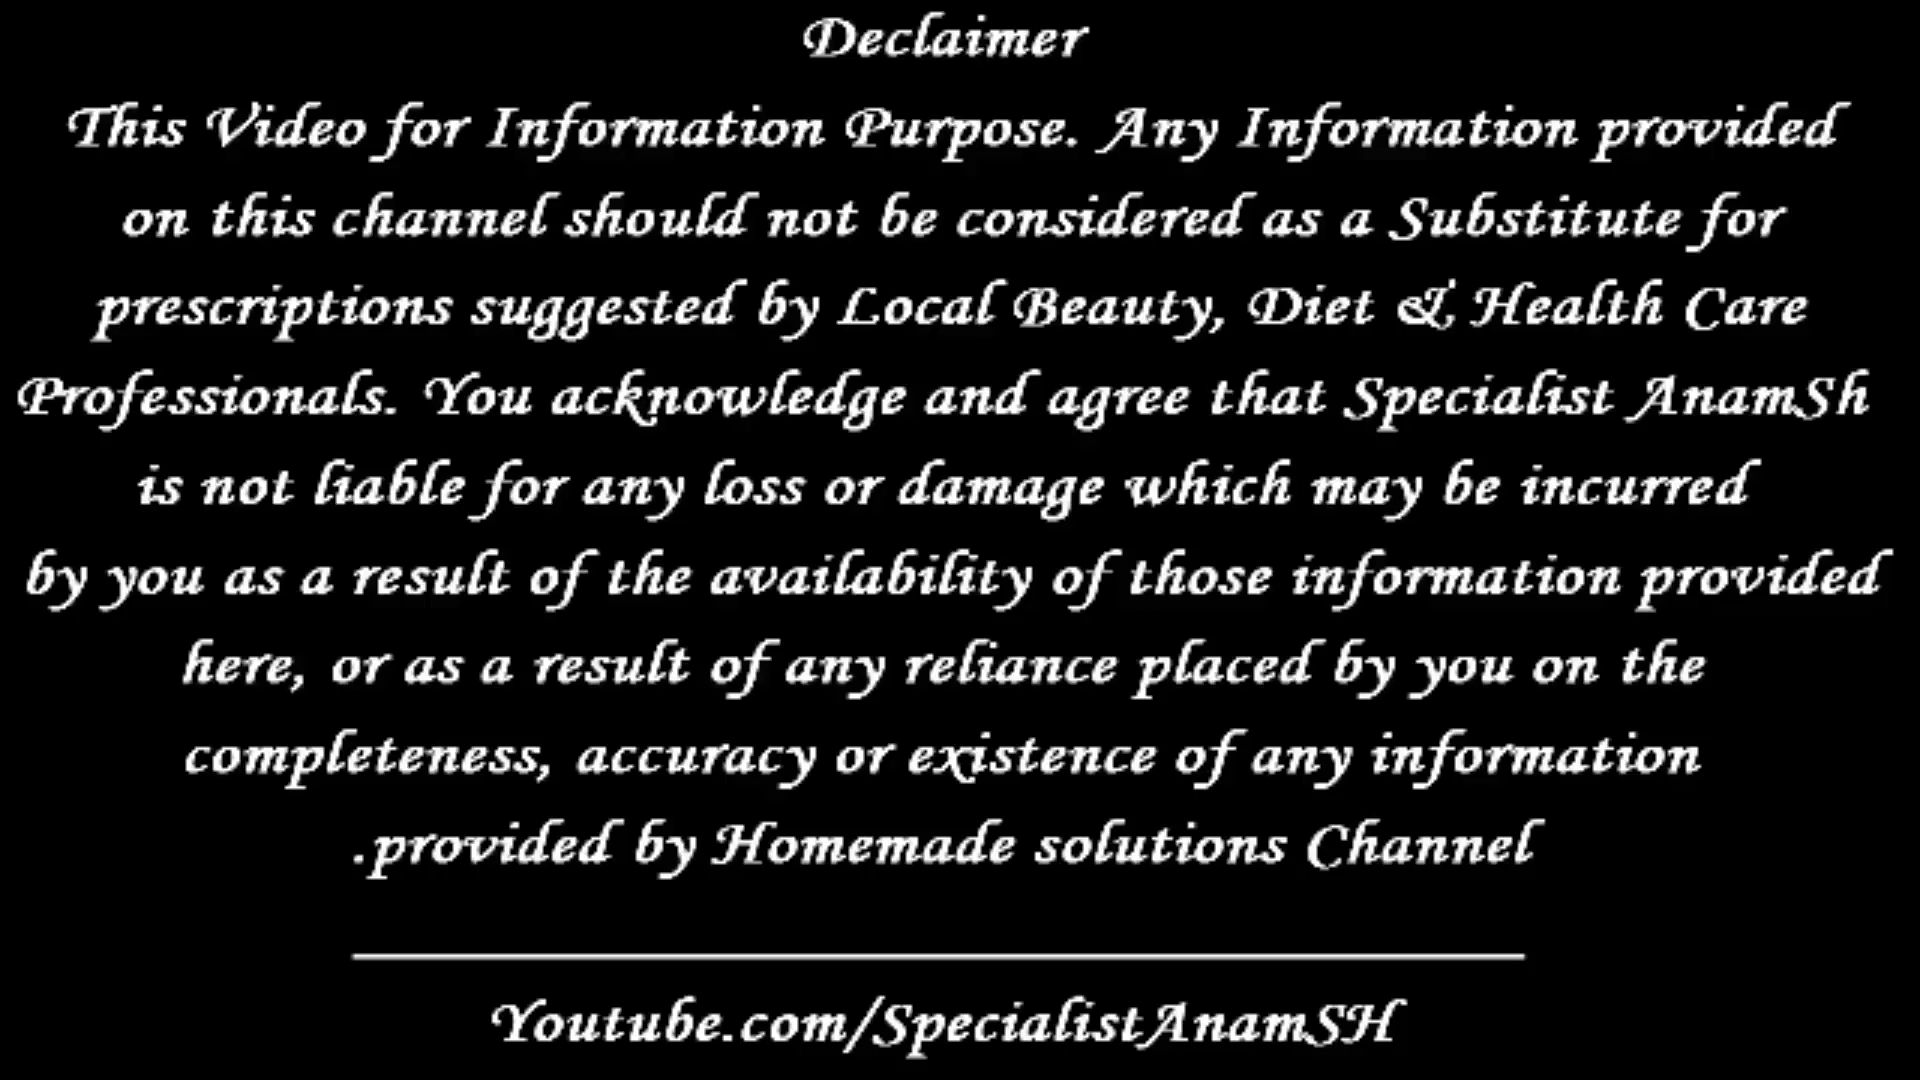 Declaimer
This Video for Information Purpose. Any Information provided
on this channel should not be considered as a Substitute for
prescriptions suggested by Local Beauty, Diet & Health Care
Professionals. You acknowledge and agree that Specialist AnamSh
is not liable for any loss or damage which may be incurred
by you as a result of the availability of those information provided
here, or as a result of any reliance placed by you on the
completeness, accuracy or existence of any information
.provided by Homemade solutions Channel
Youtube.com/SpecialistAnamSH